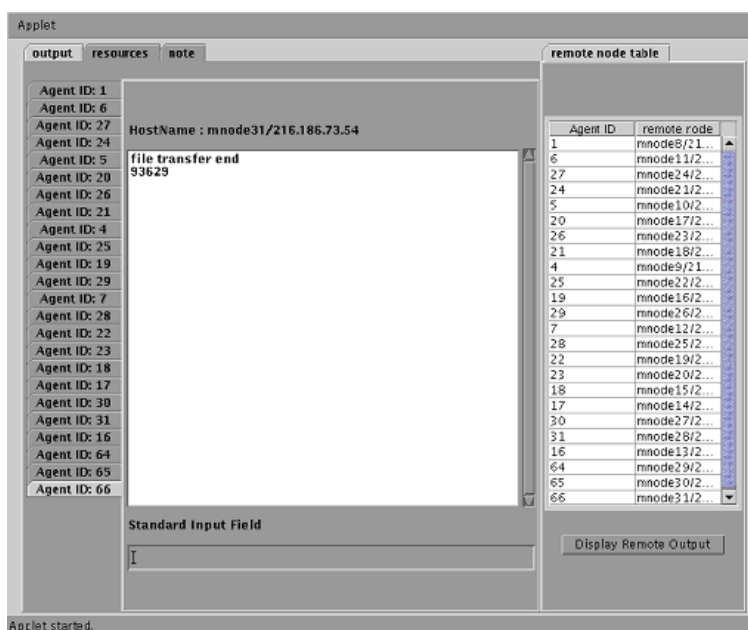 Applet
output resources note
remote node table
Agent ID: 1
Agent ID: 6
Agent ID: 27
Agent ID: 24
Agent ID: 5
Agent ID: 20
Agent ID: 26
Agent ID: 21
Agent ID: 4
Agent ID: 25
Agent ID: 19
Agent ID: 29
Agent ID: 7
Agent ID: 28
Agent ID: 22
Agent ID: 23
Agent ID: 18
Agent ID: 17
Agent ID: 30
Agent ID: 31
Agent ID: 16
Agent ID: 64
Agent ID: 65
Agent ID: 66
HostName : mnode31/216.186.73.54
file transfer end
93629
Standard Input Field
Agent ID remote node
1 mnode8/21...
6 mnode11/2...
27 mnode24/2...
24 mnode21/2...
5 mnode10/2...
20 mnode17/2...
26 mnode23/2...
21 mnode18/2...
4 mnode9/21...
25 mnode22/2...
19 mnode16/2...
29 mnode26/2...
7 mnode12/2...
28 mnode25/2...
22 mnode19/2...
23 mnode20/2...
18 mnode15/2...
17 mnode14/2...
30 mnode27/2...
31 mnode28/2...
16 mnode13/2...
64 mnode29/2...
65 mnode30/2...
66 mnode31/2...
Display Remote Output
Applet started.